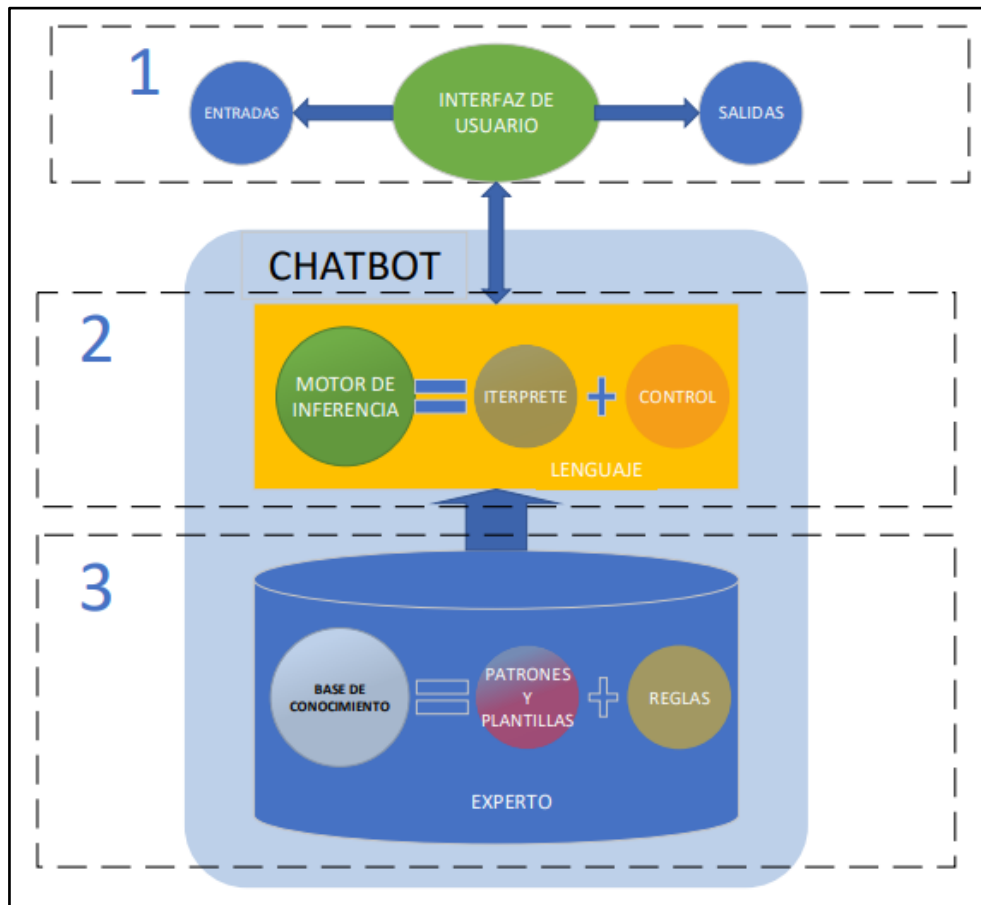 1
ENTRADAS
INTERFAZ DE
USUARIO
SALIDAS
CHATBOT
2
MOTOR DE
INFERENCIA
ITERPRETE
CONTROL
LENGUAJE
3
BASE DE
CONOCIMIENTO
PATRONES
Y
PLANTILLAS
REGLAS
EXPERTO